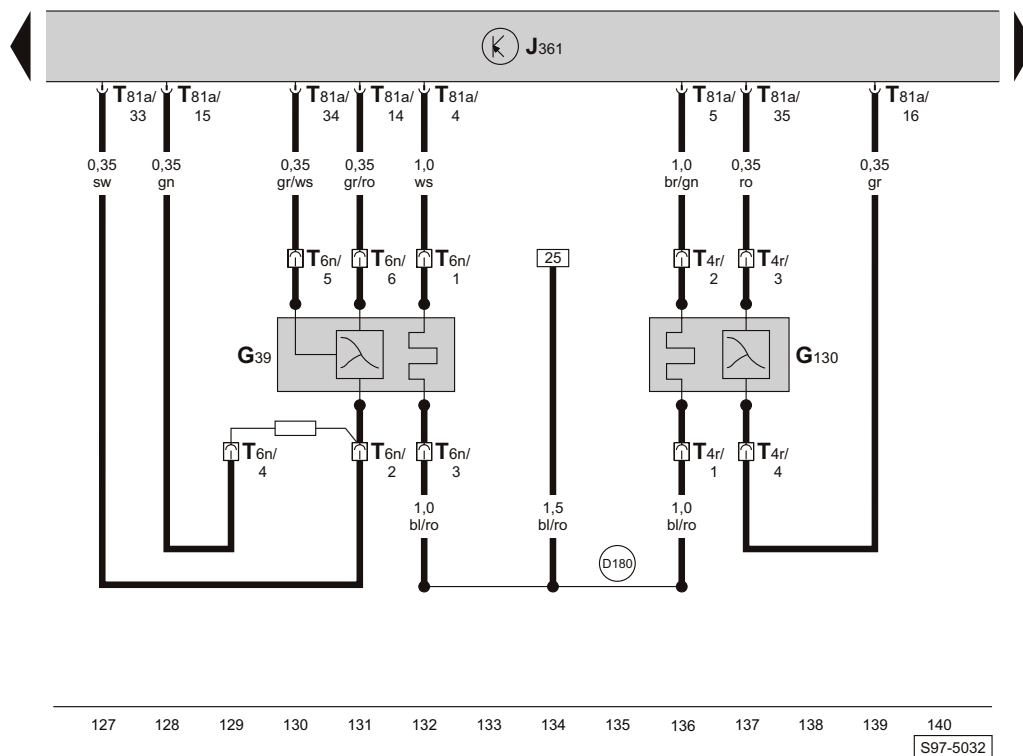 J361
T81a/ T81a/ T81a/ T81a/ T81a/ T81a/ T81a/ T81a/
33 15 34 14 4 5 35 16
0,35 0,35 0,35 0,35 1,0 1,0 0,35 0,35
sw gn gr/ws gr/ro ws br/gn ro gr
T6n/ T6n/ T6n/ 25 T4r/ T4r/
5 6 1 2 3
G39 G130
T6n/ T6n/ T6n/ T4r/ T4r/
4 2 3 1 4
1,0 1,5 1,0
bl/ro bl/ro bl/ro
D180
127 128 129 130 131 132 133 134 135 136 137 138 139 140
S97-5032